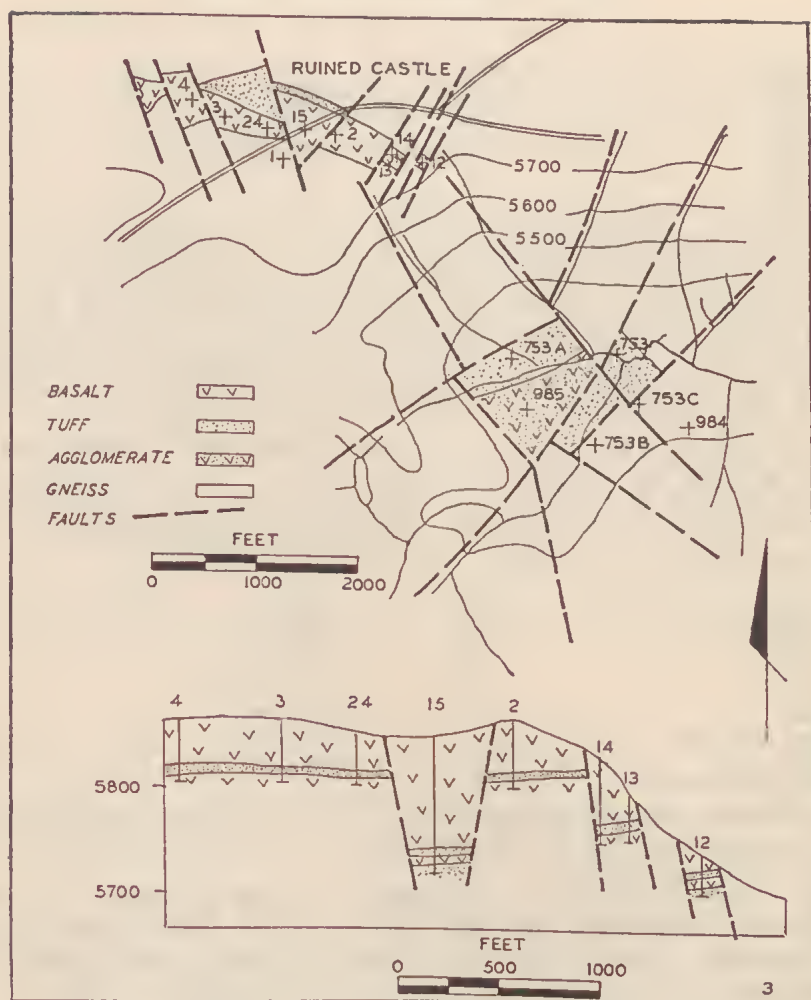 RUINED CASTLE
4
3
24
15
2
14
1
13
12
5700
5600
5500
753A
753
985
753C
984
753B
BASALT
TUFF
AGGLOMERATE
GNEISS
FAULTS
FEET
0 1000 2000
4 3 24 15 2
14
13
12
5800
5700
FEET
0 500 1000
3